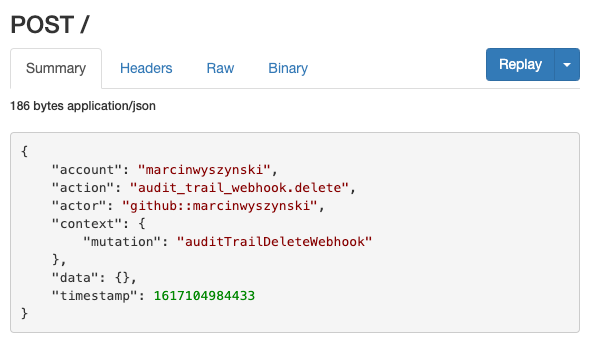 POST /
Summary Headers Raw Binary Replay
186 bytes application/json
{
    "account": "marcinwyszynski",
    "action": "audit_trail_webhook.delete",
    "actor": "github::marcinwyszynski",
    "context": {
        "mutation": "auditTrailDeleteWebhook"
    },
    "data": {},
    "timestamp": 1617104984433
}